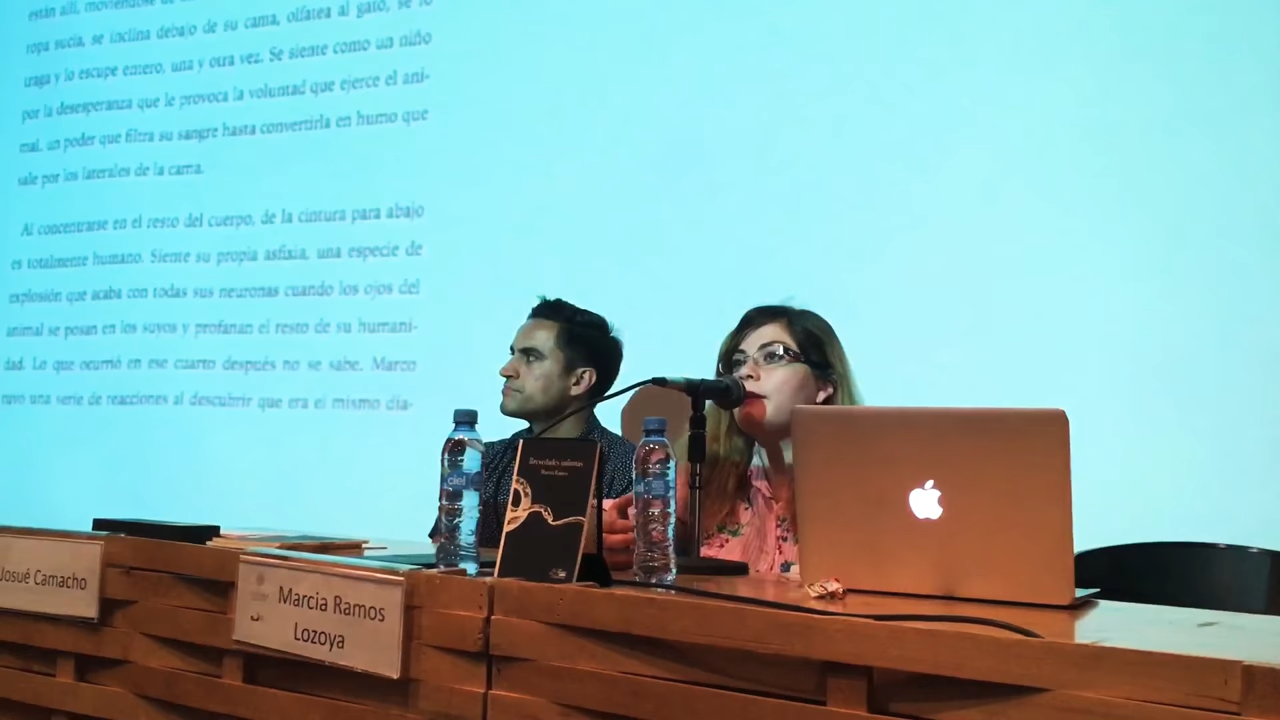 están allí, moviéndose de
ropa sucia, se inclina debajo de su cama, olfatea al gato, se lo
traga y lo escupe entero, una y otra vez. Se siente como un niño
por la desesperanza que le provoca la voluntad que ejerce el ani-
mal, un poder que filtra su sangre hasta convertirla en humo que
sale por los laterales de la cama.
Al concentrarse en el resto del cuerpo, de la cintura para abajo
es totalmente humano. Siente su propia asfixia, una especie de
explosión que acaba con todas sus neuronas cuando los ojos del
animal se posan en los suyos y profanan el resto de su humani-
dad. Lo que ocurrió en ese cuarto después no se sabe. Marco
tuvo una serie de reacciones al descubrir que era el mismo dia-
ciel
Marcia Ramos
Josué Camacho
Marcia Ramos
Lozoya